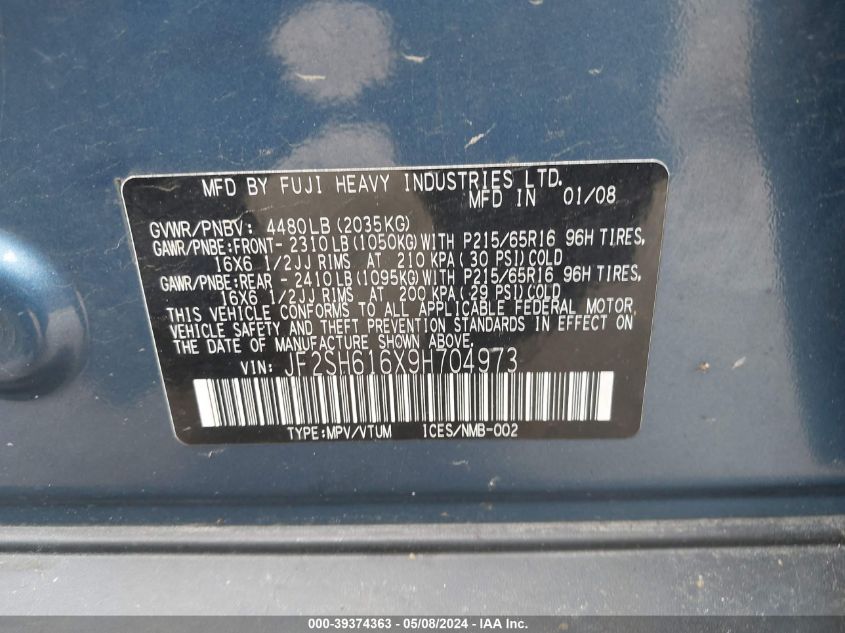 MFD BY FUJI HEAVY INDUSTRIES LTD.
MFD IN 01/08
GVWR/PNBV: 4480LB(2035KG)
GAWR/PNBE:FRONT- 2310LB(1050KG)WITH P215/65R16 96H TIRES,
16X6 1/2JJ RIMS AT 210 KPA(30 PSI)COLD
GAWR/PNBE:REAR - 2410LB(1095KG)WITH P215/65R16 96H TIRES,
16X6 1/2JJ RIMS AT 200 KPA(29 PSI)COLD
THIS VEHICLE CONFORMS TO ALL APPLICABLE FEDERAL MOTOR
VEHICLE SAFETY AND THEFT PREVENTION STANDARDS IN EFFECT ON
THE DATE OF MANUFACTURE SHOWN ABOVE.
VIN: JF2SH616X9H704973
TYPE:MPV/VTUM ICES/NMB-002
000-39374363 - 05/08/2024 - IAA Inc.